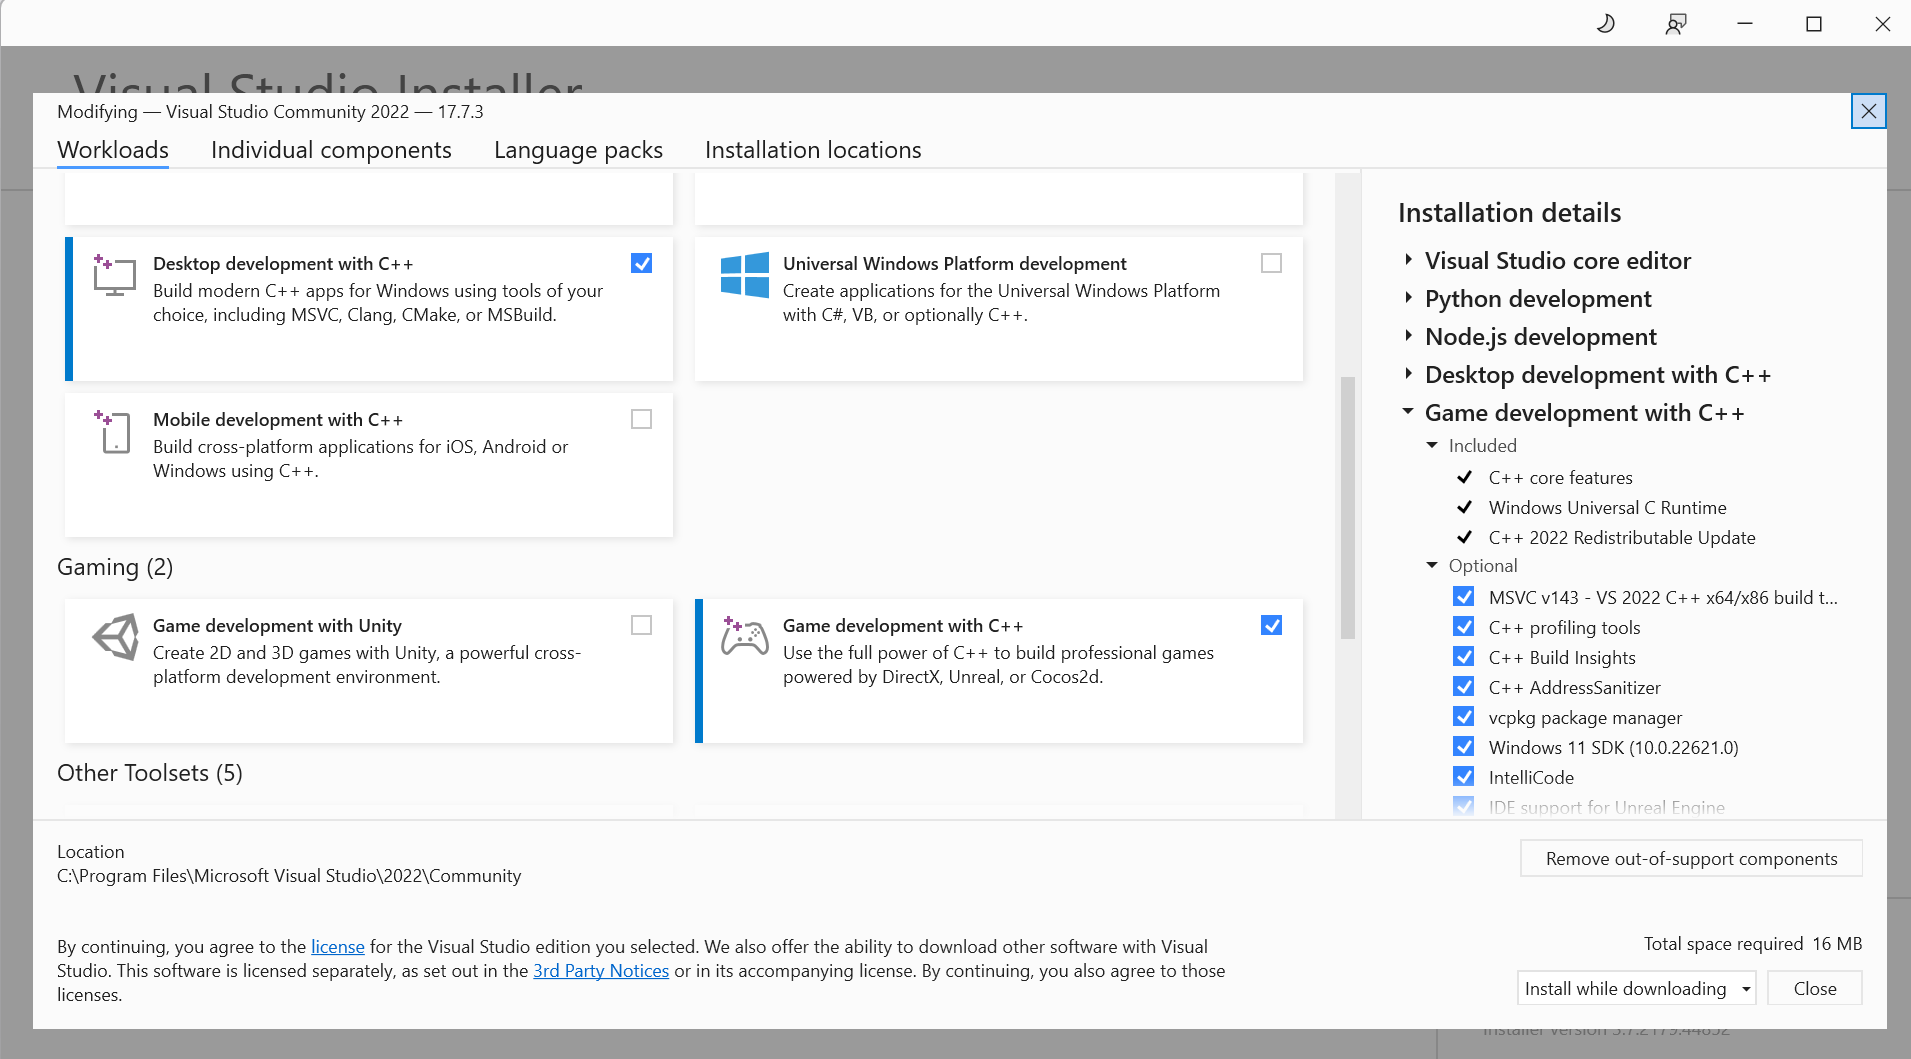 Visual Studio Installer
Modifying — Visual Studio Community 2022 — 17.7.3
Workloads
Individual components
Language packs
Installation locations
Desktop development with C++
Build modern C++ apps for Windows using tools of your
choice, including MSVC, Clang, CMake, or MSBuild.
Universal Windows Platform development
Create applications for the Universal Windows Platform
with C#, VB, or optionally C++.
Mobile development with C++
Build cross-platform applications for iOS, Android or
Windows using C++.
Gaming (2)
Game development with Unity
Create 2D and 3D games with Unity, a powerful cross-
platform development environment.
Game development with C++
Use the full power of C++ to build professional games
powered by DirectX, Unreal, or Cocos2d.
Other Toolsets (5)
Installation details
Visual Studio core editor
Python development
Node.js development
Desktop development with C++
Game development with C++
Included
C++ core features
Windows Universal C Runtime
C++ 2022 Redistributable Update
Optional
MSVC v143 - VS 2022 C++ x64/x86 build t...
C++ profiling tools
C++ Build Insights
C++ AddressSanitizer
vcpkg package manager
Windows 11 SDK (10.0.22621.0)
IntelliCode
IDE support for Unreal Engine
Location
C:\Program Files\Microsoft Visual Studio\2022\Community
Remove out-of-support components
By continuing, you agree to the license for the Visual Studio edition you selected. We also offer the ability to download other software with Visual
Studio. This software is licensed separately, as set out in the 3rd Party Notices or in its accompanying license. By continuing, you also agree to those
licenses.
Total space required 16 MB
Install while downloading
Close
Installer version